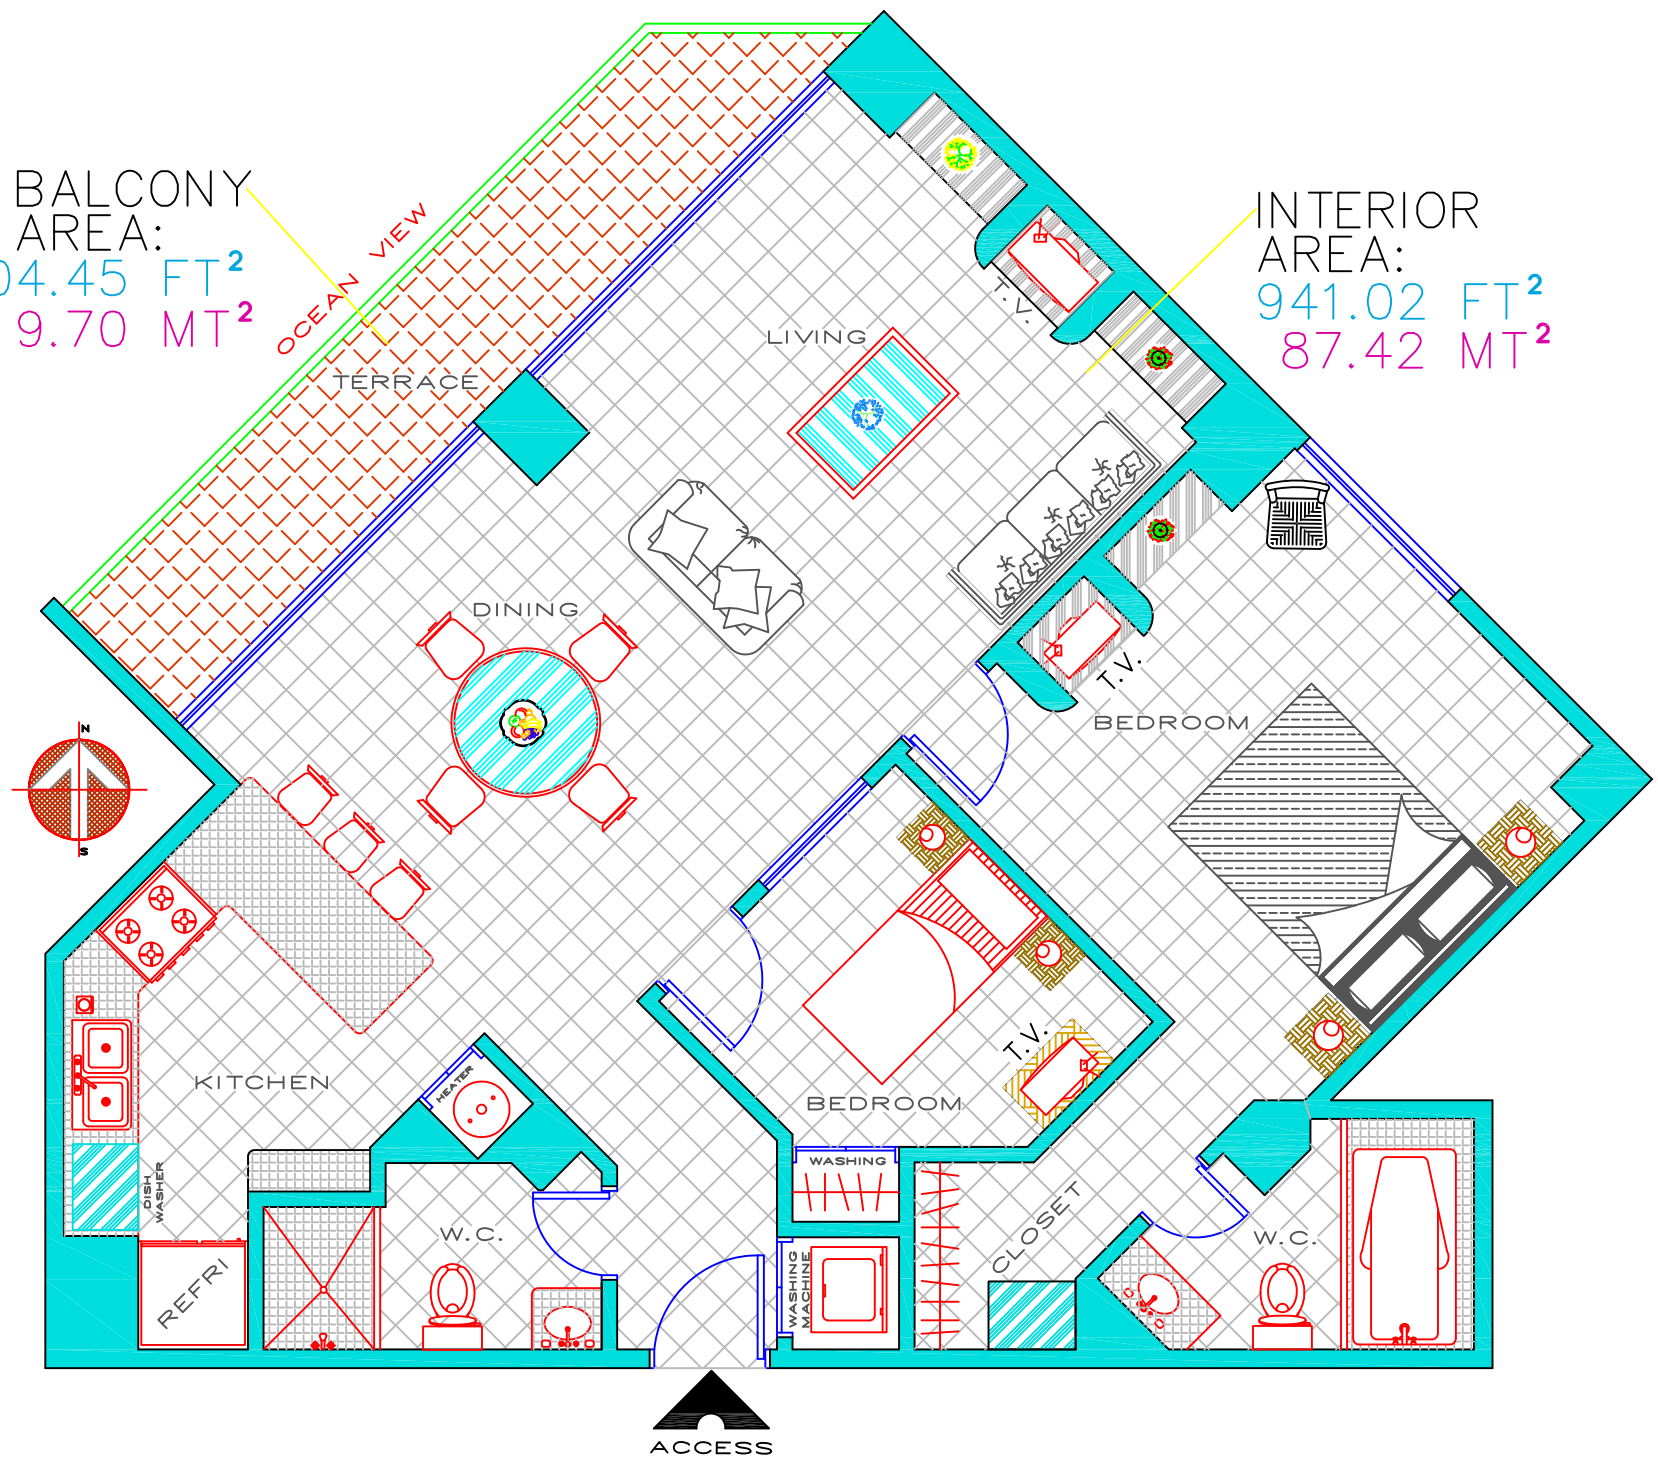 BALCONY
AREA:
04.45 FT²
9.70 MT²
OCEAN VIEW
TERRACE
INTERIOR
AREA:
941.02 FT²
87.42 MT²
LIVING
T.V.
DINING
T.V.
BEDROOM
N
S
KITCHEN
HEATER
T.V.
BEDROOM
DISH
WASHER
WASHING
W.C.
CLOSET
W.C.
REFRI
WASHING
MACHINE
ACCESS